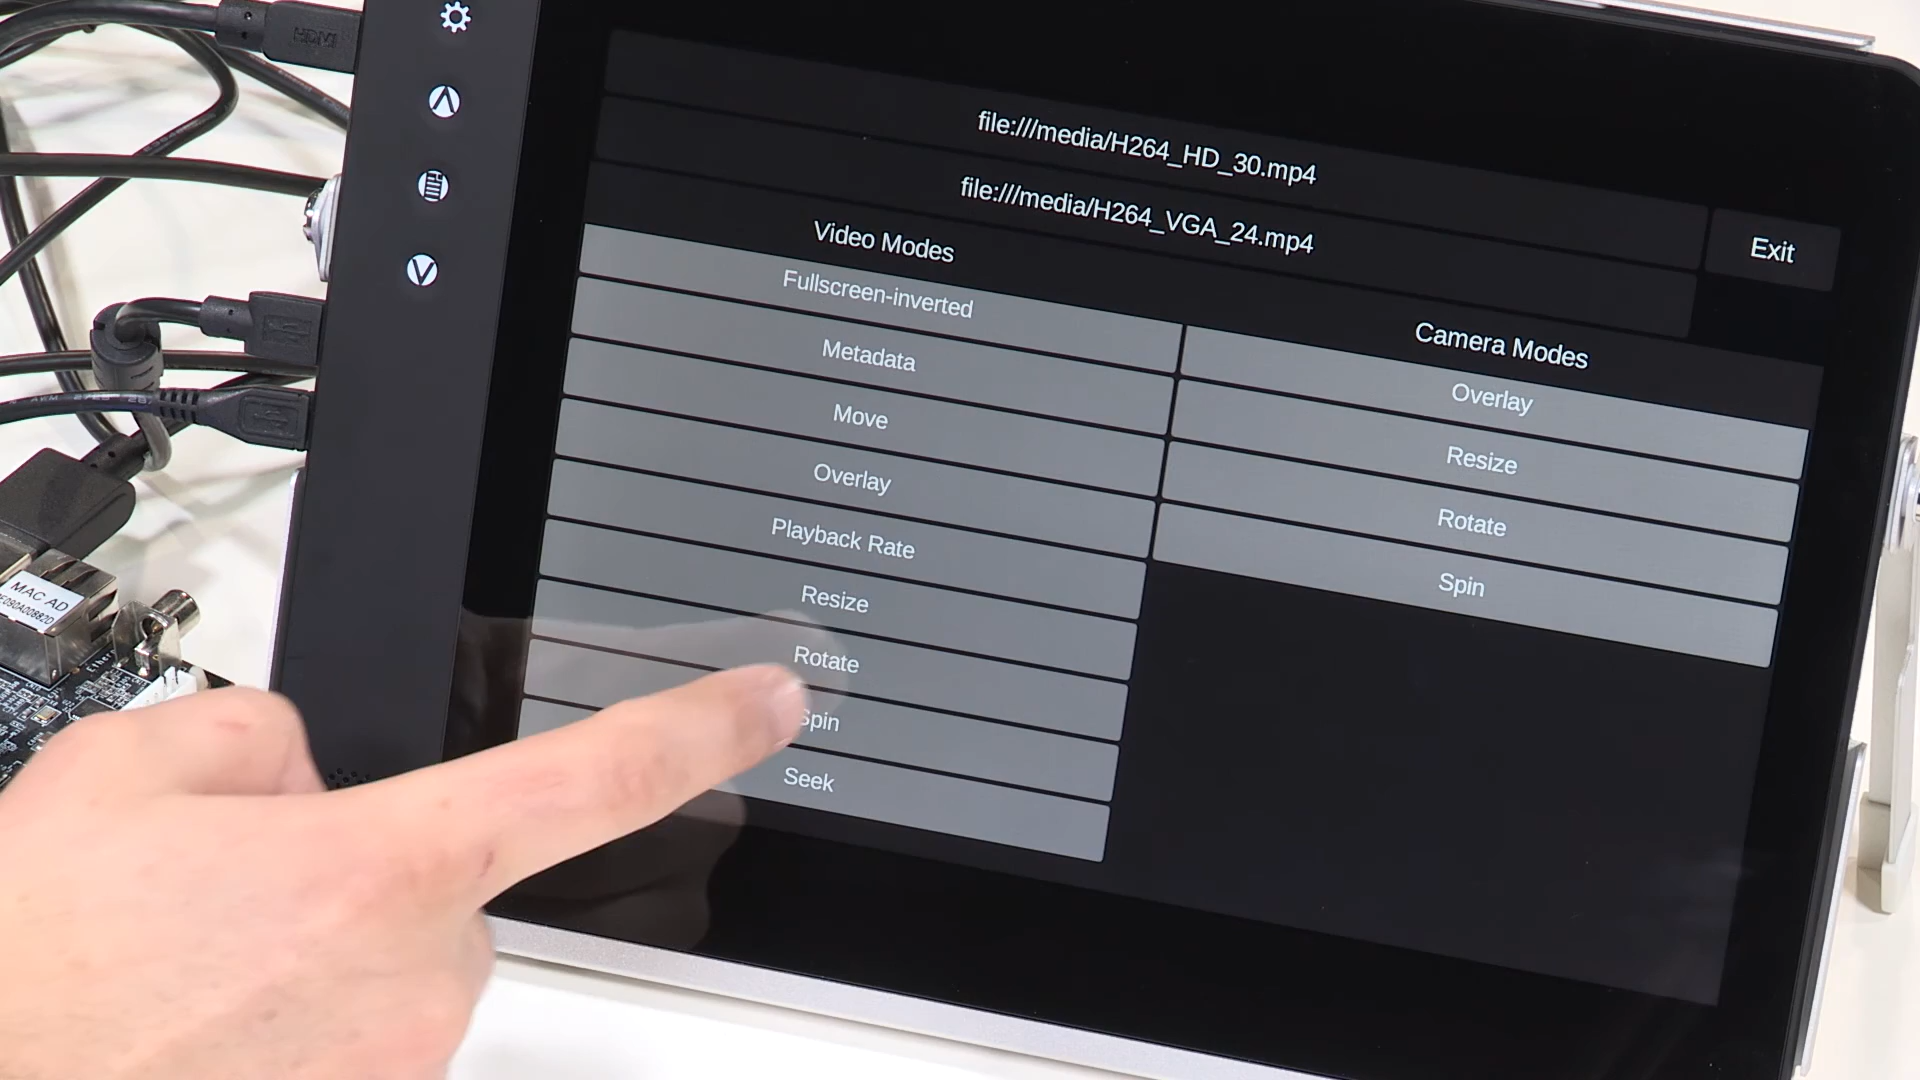 HDMI
file:///media/H264_HD_30.mp4
file:///media/H264_VGA_24.mp4
Exit
Video Modes
Fullscreen-inverted
Metadata
Move
Overlay
Playback Rate
Resize
Rotate
Spin
Seek
Camera Modes
Overlay
Resize
Rotate
Spin
MAC AD